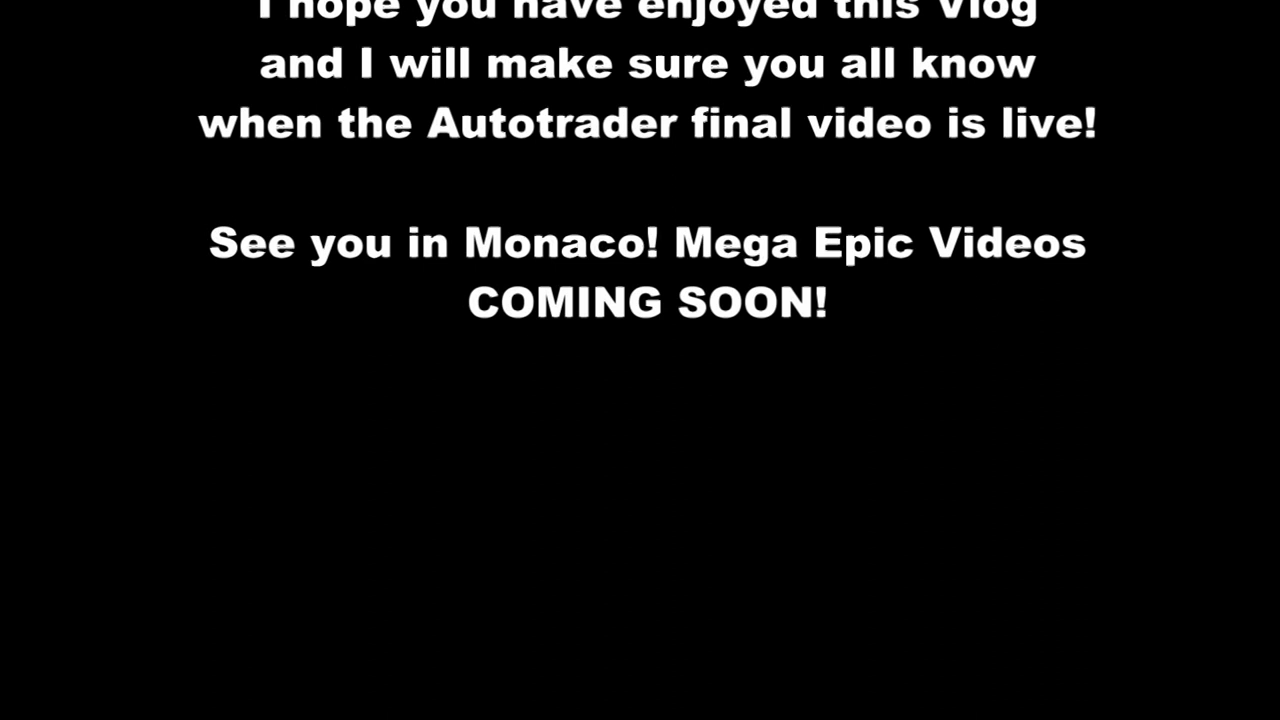 I hope you have enjoyed this Vlog
and I will make sure you all know
when the Autotrader final video is live!
See you in Monaco! Mega Epic Videos
COMING SOON!